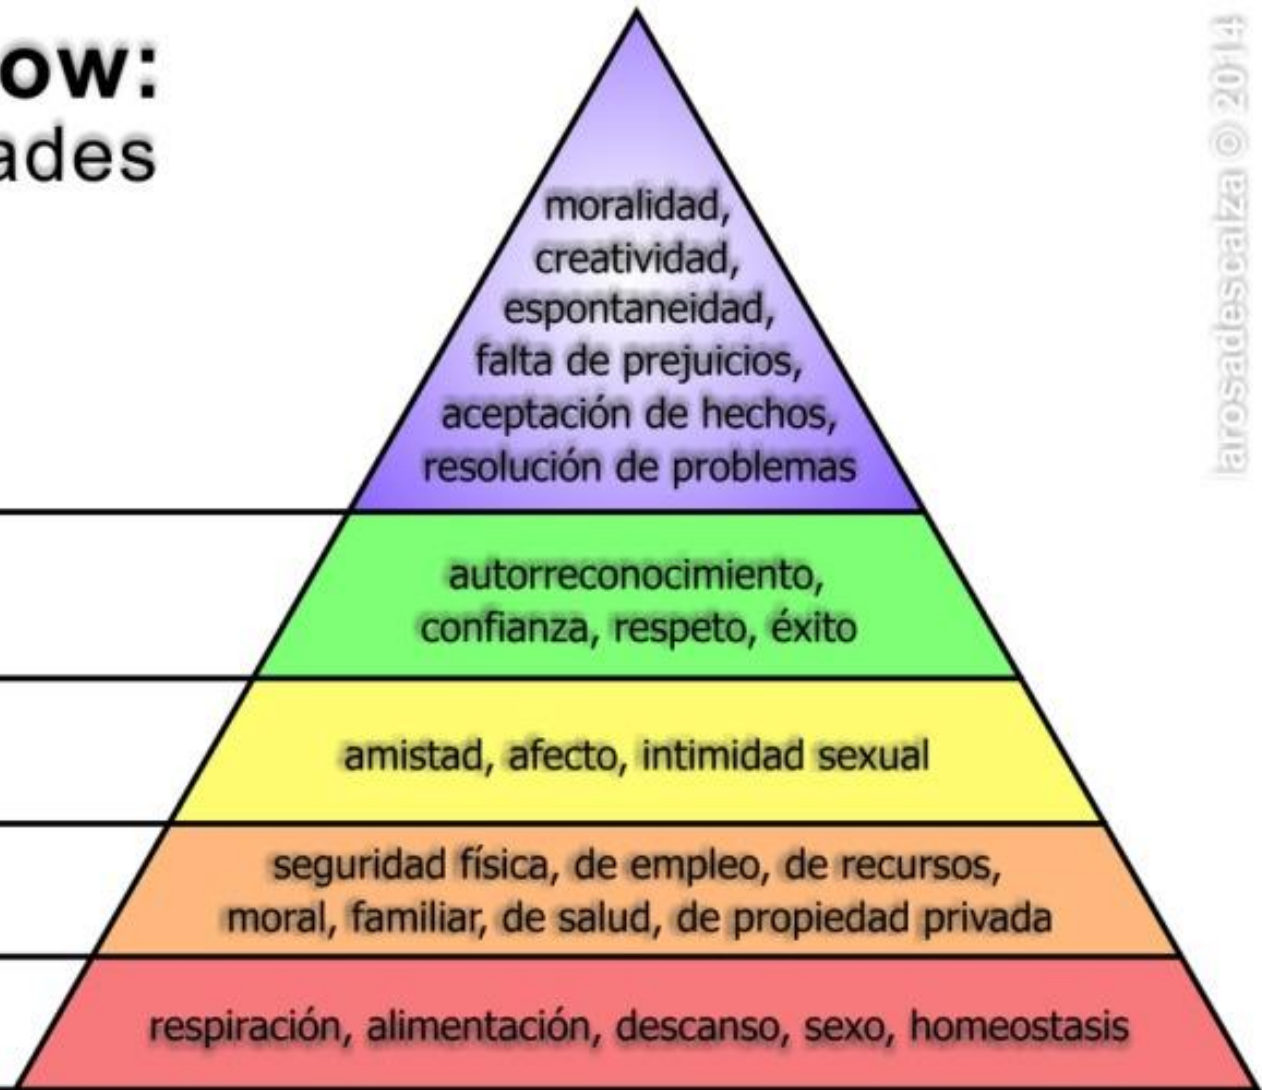 ow:
ades
moralidad,
creatividad,
espontaneidad,
falta de prejuicios,
aceptación de hechos,
resolución de problemas
autorreconocimiento,
confianza, respeto, éxito
amistad, afecto, intimidad sexual
seguridad física, de empleo, de recursos,
moral, familiar, de salud, de propiedad privada
respiración, alimentación, descanso, sexo, homeostasis
larosadescalza © 2014